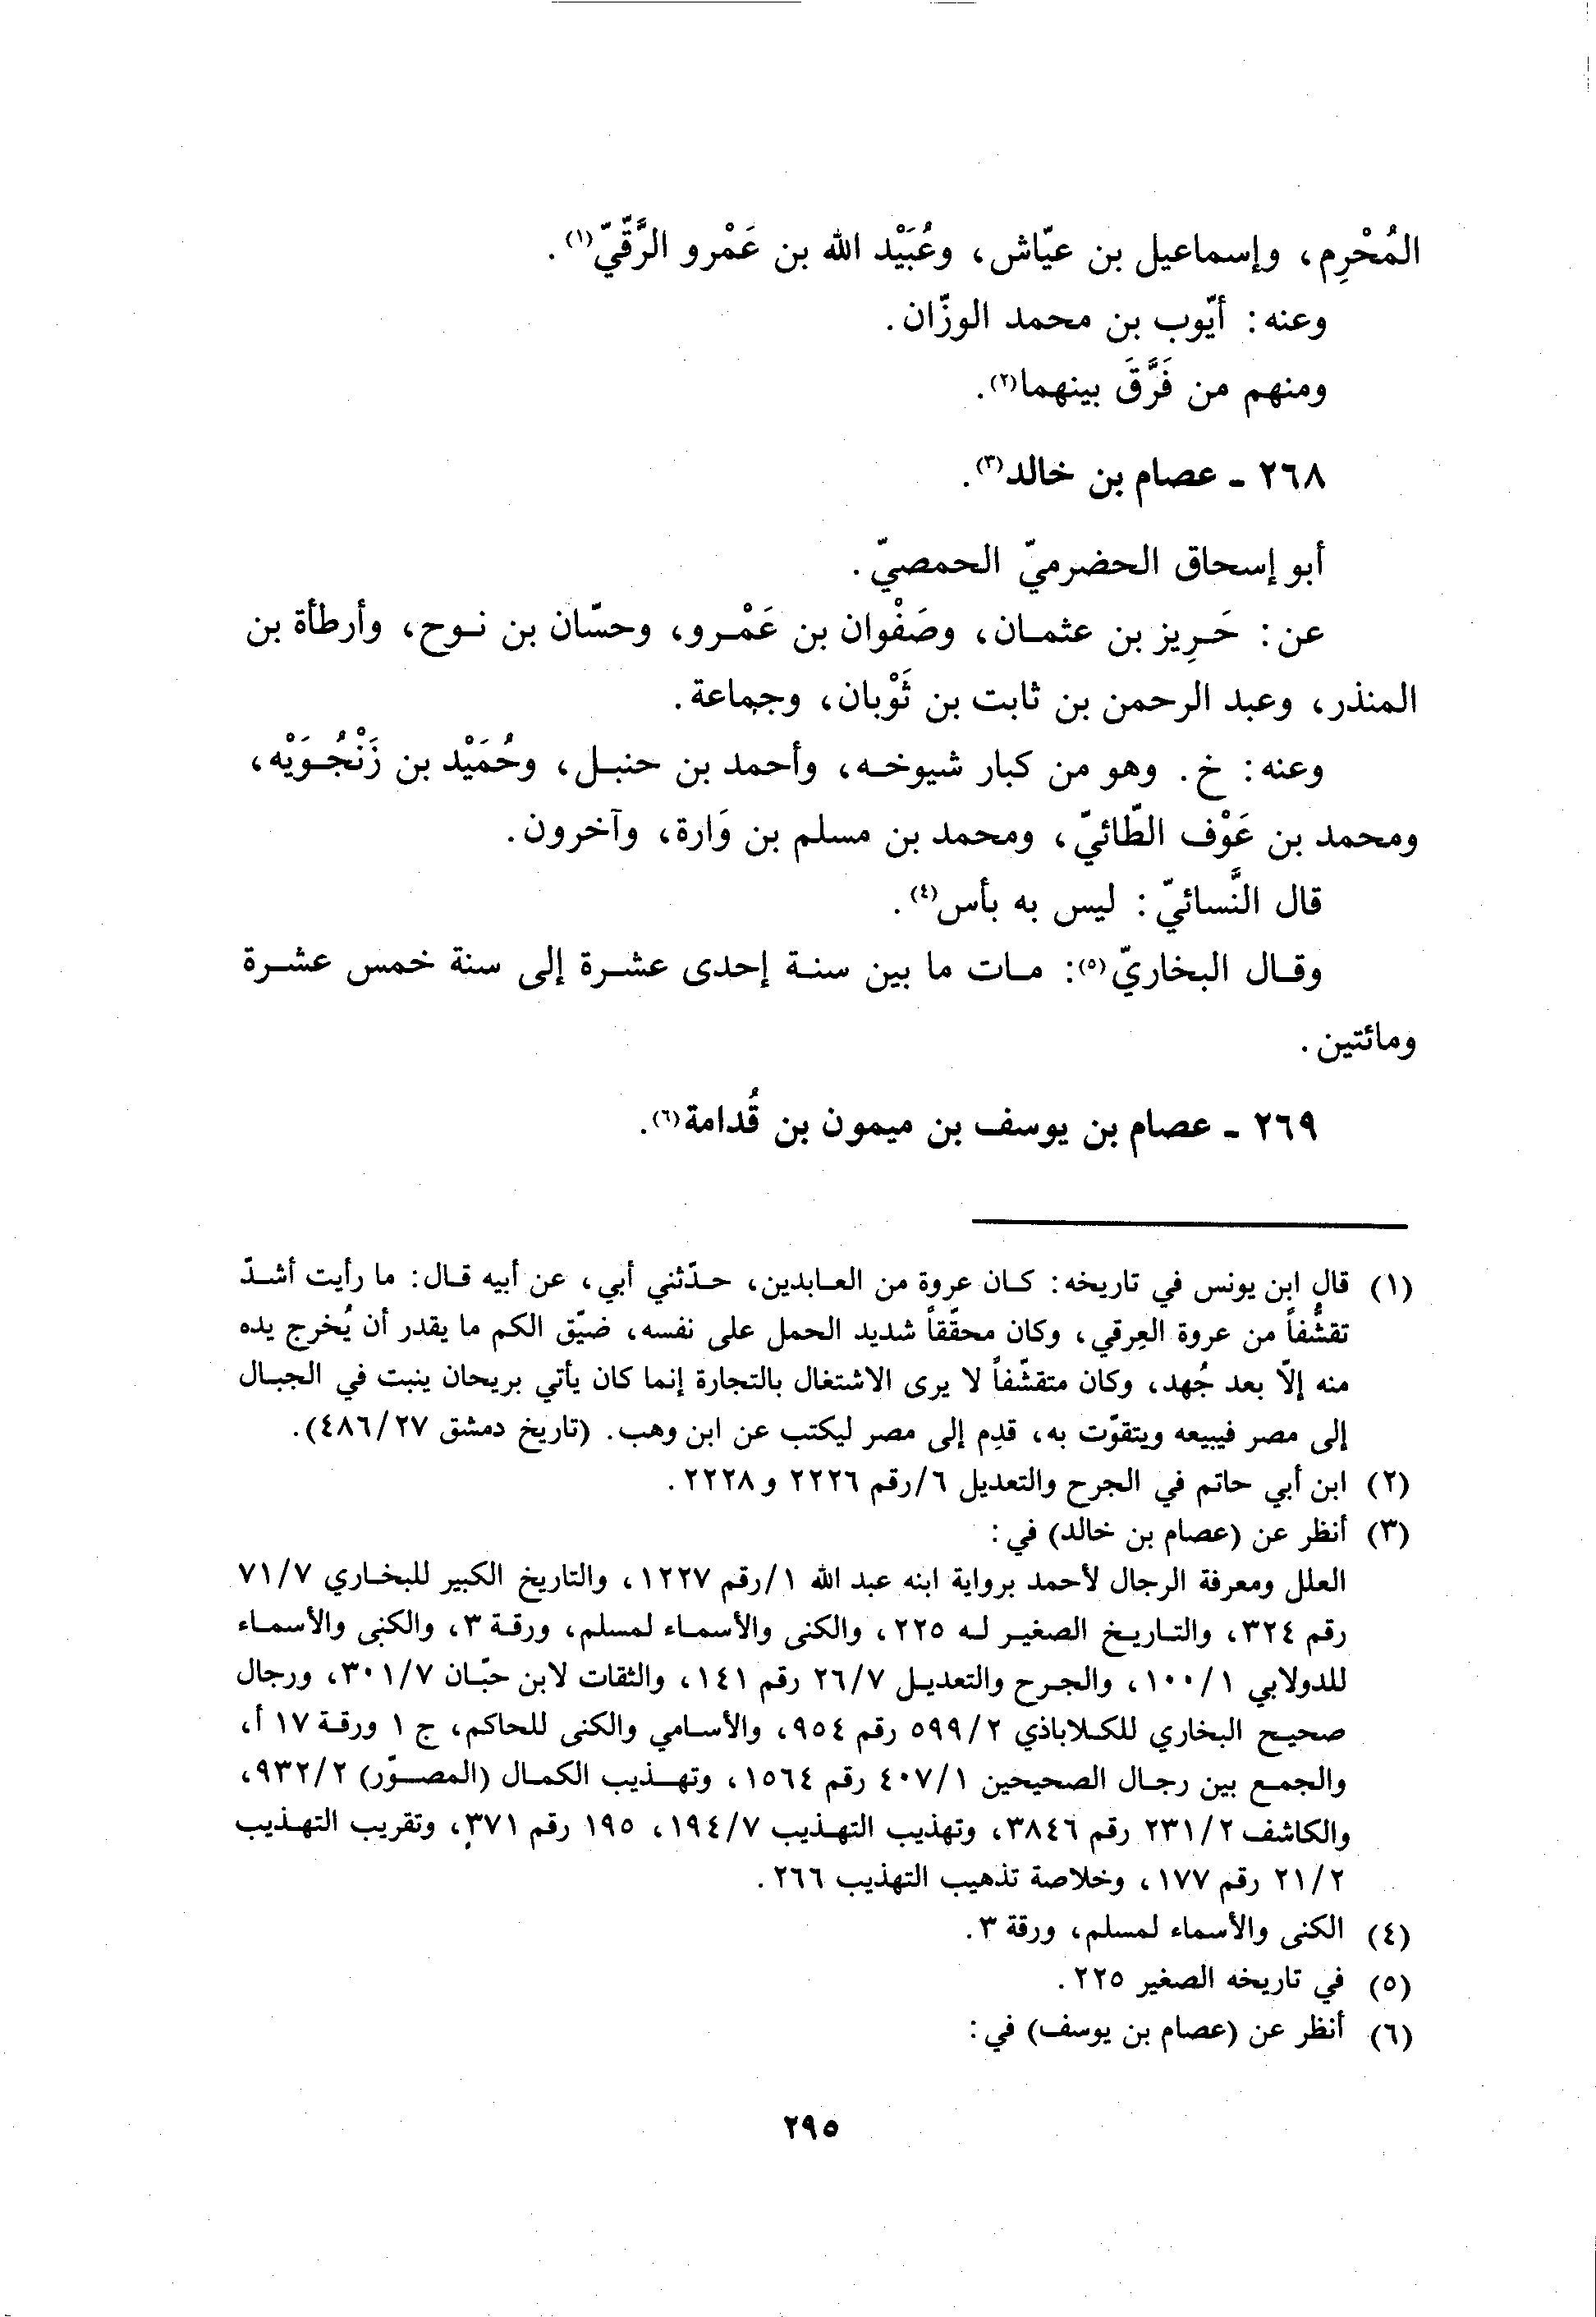 المُحْرِم، وإسماعيل بن عيّاش، وعُبَيْد الله بن عَمْرو الرَّقّيّ(١).
وعنه: أيّوب بن محمد الوزّان.
ومنهم من فَرَّقَ بينهما(٢).
٢٦٨ ـ عصام بن خالد(٣).
أبو إسحاق الحضرميّ الحمصيّ.
عن: حَرِيز بن عثمان، وصَفْوان بن عَمْرو، وحسّان بن نوح، وأرطأة بن
المنذر، وعبد الرحمن بن ثابت بن ثَوْبان، وجماعة.
وعنه: خ. وهو من كبار شيوخه، وأحمد بن حنبل، وحُمَيْد بن زَنْجُوَيْه،
ومحمد بن عَوْف الطّائيّ، ومحمد بن مسلم بن وَارة، وآخرون.
قال النَّسائيّ: ليس به بأس(٤).
وقال البخاريّ(٥): مات ما بين سنة إحدى عشرة إلى سنة خمس عشرة
ومائتين.
٢٦٩ ـ عصام بن يوسف بن ميمون بن قُدامة(٦).
(١) قال ابن يونس في تاريخه: كان عروة من العابدين، حدّثني أبي، عن أبيه قال: ما رأيت أشدّ
تقشُّفاً من عروة العِرقي، وكان محقّقاً شديد الحمل على نفسه، ضيّق الكم ما يقدر أن يُخرج يده
منه إلّا بعد جُهد، وكان متقشّفاً لا يرى الاشتغال بالتجارة إنما كان يأتي بريحان ينبت في الجبال
إلى مصر فيبيعه ويتقوّت به، قدِم إلى مصر ليكتب عن ابن وهب. (تاريخ دمشق ٤٨٦/٢٧).
(٢) ابن أبي حاتم في الجرح والتعديل ٦/رقم ٢٢٢٦ و ٢٢٢٨.
(٣) أنظر عن (عصام بن خالد) في:
العلل ومعرفة الرجال لأحمد برواية ابنه عبد الله ١/رقم ١٢٢٧، والتاريخ الكبير للبخاري ٧١/٧
رقم ٣٢٤، والتاريخ الصغير له ٢٢٥، والكنى والأسماء لمسلم، ورقة ٣، والكنى والأسماء
للدولابي ١٠٠/١، والجرح والتعديل ٢٦/٧ رقم ١٤١، والثقات لابن حبّان ٣٠١/٧، ورجال
صحيح البخاري للكلاباذي ٥٩٩/٢ رقم ٩٥٤، والأسامي والكنى للحاكم، ج ١ ورقة ١٧ أ،
والجمع بين رجال الصحيحين ٤٠٧/١ رقم ١٥٦٤، وتهذيب الكمال (المصوّر) ٩٣٢/٢،
والكاشف ٢٣١/٢ رقم ٣٨٤٦، وتهذيب التهذيب ١٩٤/٧، ١٩٥ رقم ٣٧١، وتقريب التهذيب
٢١/٢ رقم ١٧٧، وخلاصة تذهيب التهذيب ٢٦٦.
(٤) الكنى والأسماء لمسلم، ورقة ٣.
(٥) في تاريخه الصغير ٢٢٥.
(٦) أنظر عن (عصام بن يوسف) في:
٢٩٥